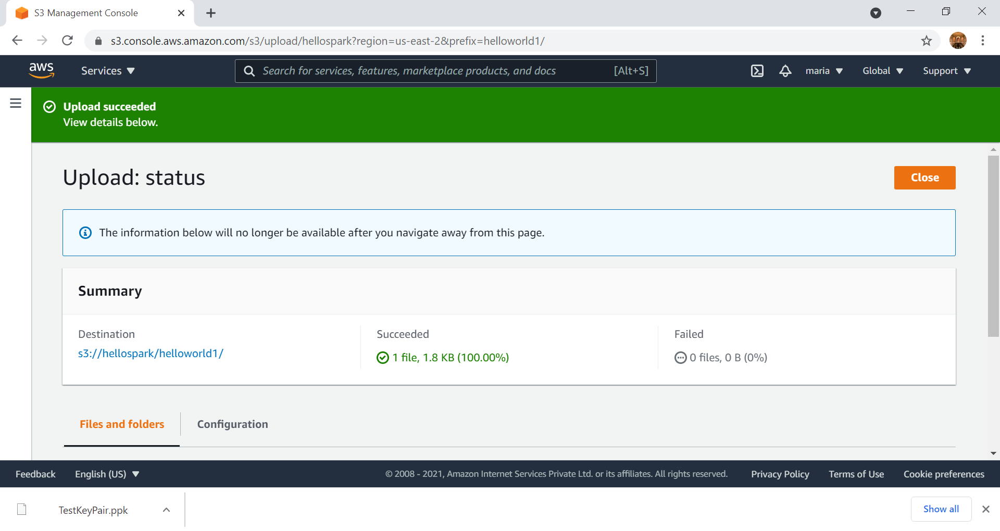 S3 Management Console
s3.console.aws.amazon.com/s3/upload/hellospark?region=us-east-2&prefix=helloworld1/
aws Services Search for services, features, marketplace products, and docs [Alt+S] maria Global Support
Upload succeeded
View details below.
Upload: status
Close
The information below will no longer be available after you navigate away from this page.
Summary
Destination Succeeded Failed
s3://hellospark/helloworld1/ 1 file, 1.8 KB (100.00%) 0 files, 0 B (0%)
Files and folders Configuration
Feedback English (US) © 2008 - 2021, Amazon Internet Services Private Ltd. or its affiliates. All rights reserved. Privacy Policy Terms of Use Cookie preferences
TestKeyPair.ppk Show all